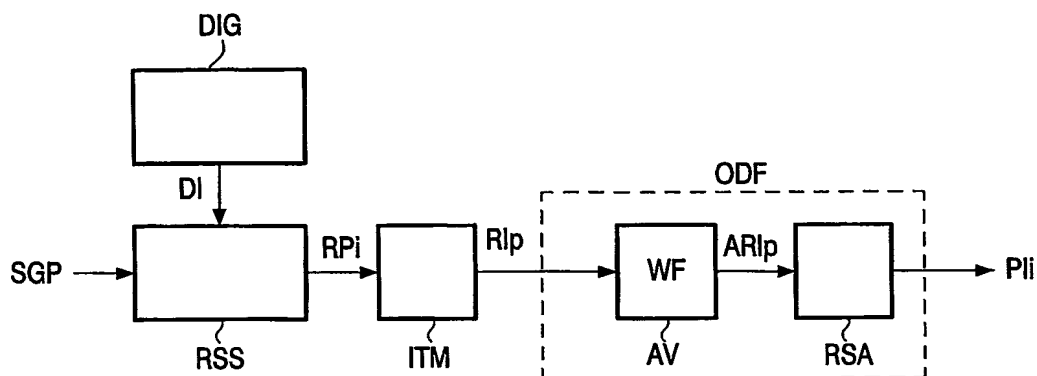 DIG
DI
ODF
SGP
RPi
RIp
WF
ARIp
PIi
RSS
ITM
AV
RSA